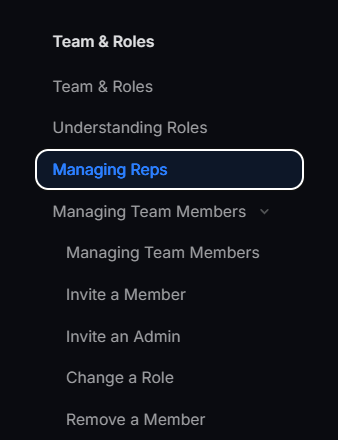 Team & Roles
Team & Roles
Understanding Roles
Managing Reps
Managing Team Members
Managing Team Members
Invite a Member
Invite an Admin
Change a Role
Remove a Member